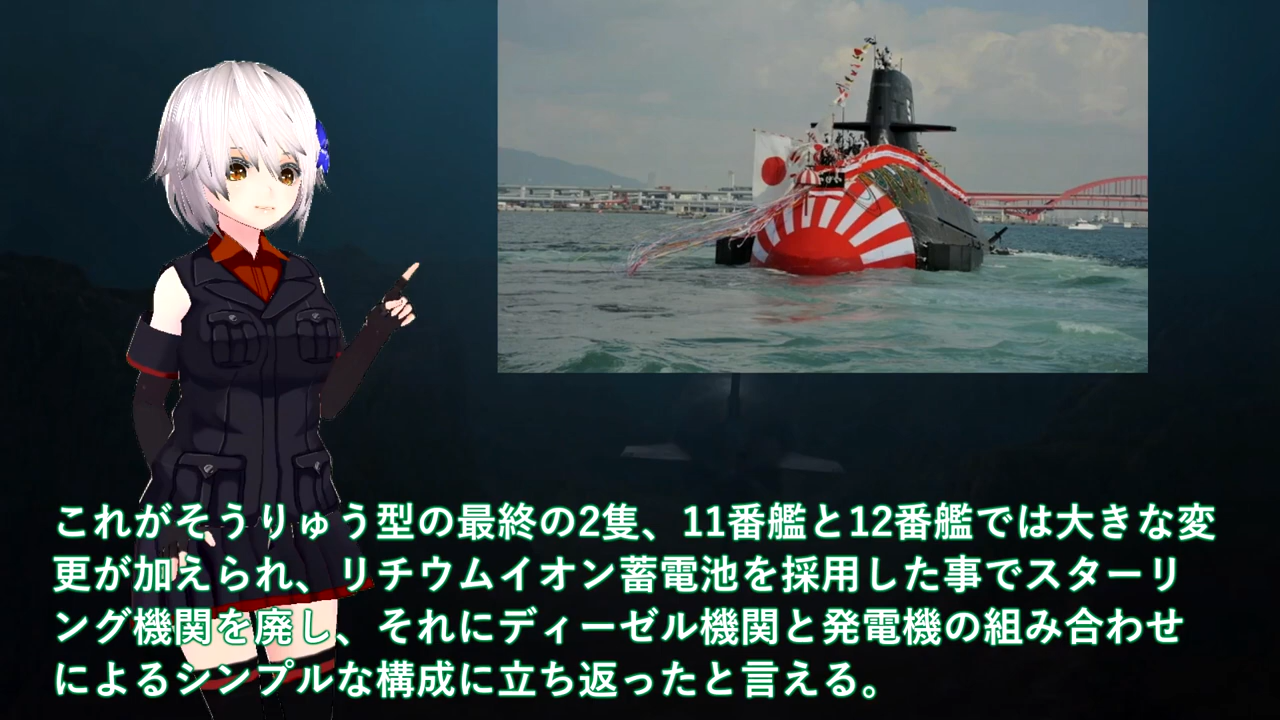 これがそうりゅう型の最終の2隻、11番艦と12番艦では大きな変
更が加えられ、リチウムイオン蓄電池を採用した事でスターリ
ング機関を廃し、それにディーゼル機関と発電機の組み合わせ
によるシンプルな構成に立ち返ったと言える。